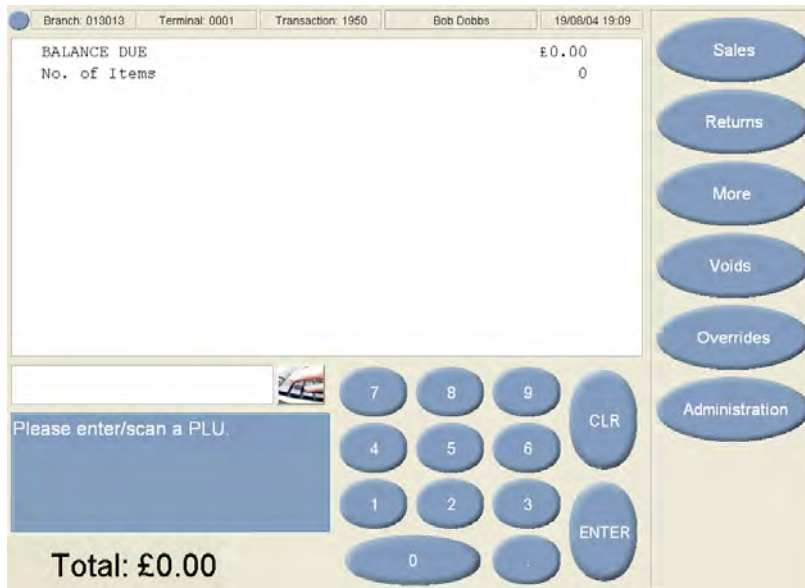 Branch: 013013 Terminal: 0001 Transaction: 1950 Bob Dobbs 19/08/04 19:09
BALANCE DUE £0.00
No. of Items 0
Sales
Returns
More
Voids
Overrides
Administration
7 8 9 CLR
Please enter/scan a PLU.
4 5 6
1 2 3 ENTER
0 .
Total: £0.00